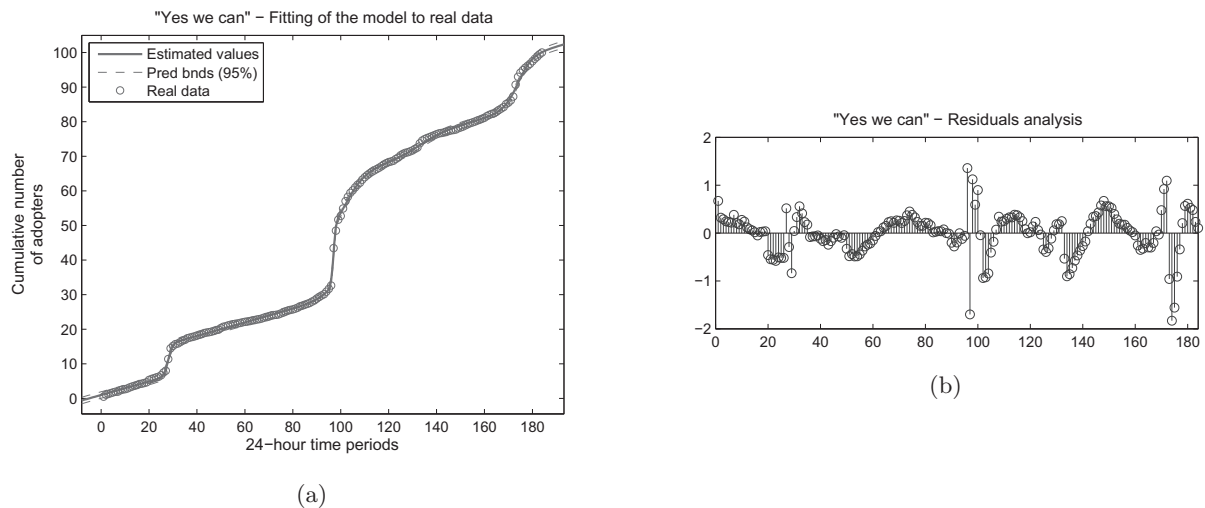 "Yes we can" − Fitting of the model to real data
Estimated values
Pred bnds (95%)
Real data
100
90
80
70
60
50
40
30
20
10
0
Cumulative number
of adopters
0 20 40 60 80 100 120 140 160 180
24−hour time periods
(a)
"Yes we can" − Residuals analysis
2
1
0
−1
−2
0 20 40 60 80 100 120 140 160 180
(b)